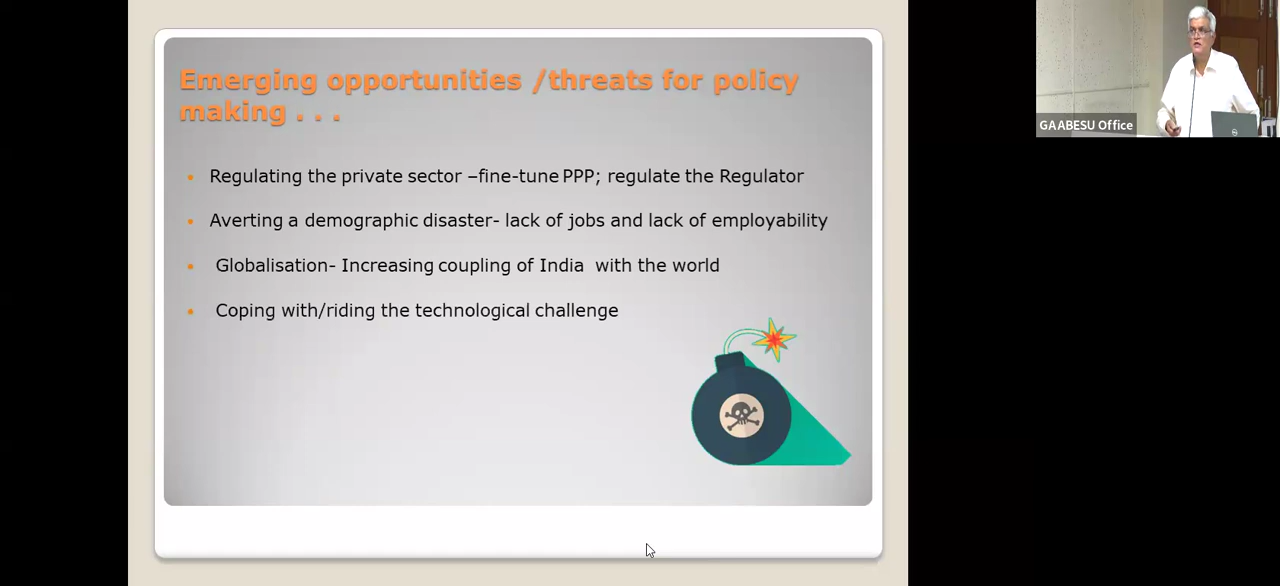 Emerging opportunities /threats for policy
making . . .
Regulating the private sector –fine-tune PPP; regulate the Regulator
Averting a demographic disaster- lack of jobs and lack of employability
Globalisation- Increasing coupling of India with the world
Coping with/riding the technological challenge
GAABESU Office